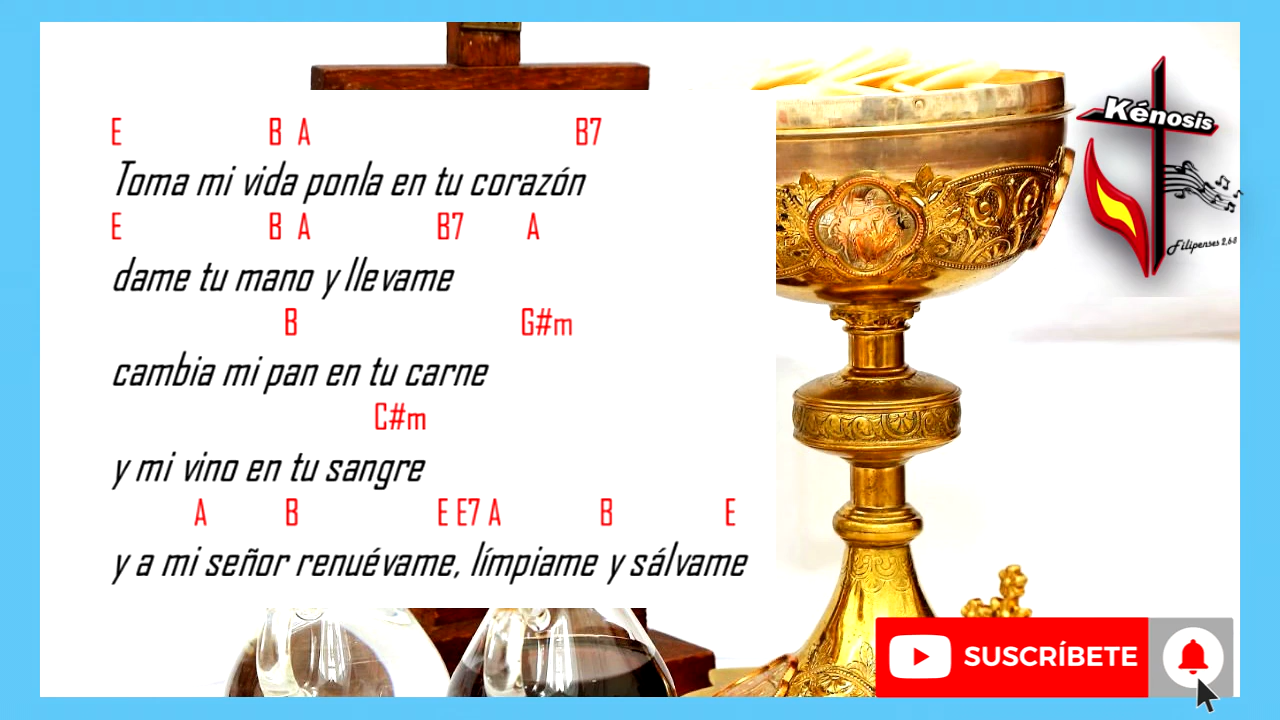 E B A B7
Toma mi vida ponla en tu corazón
E B A B7 A
dame tu mano y llevame
B G#m
cambia mi pan en tu carne
C#m
y mi vino en tu sangre
A B E E7 A B E
y a mi señor renuévame, límpiame y sálvame
Kénosis
Filipenses 2,6-8
SUSCRÍBETE